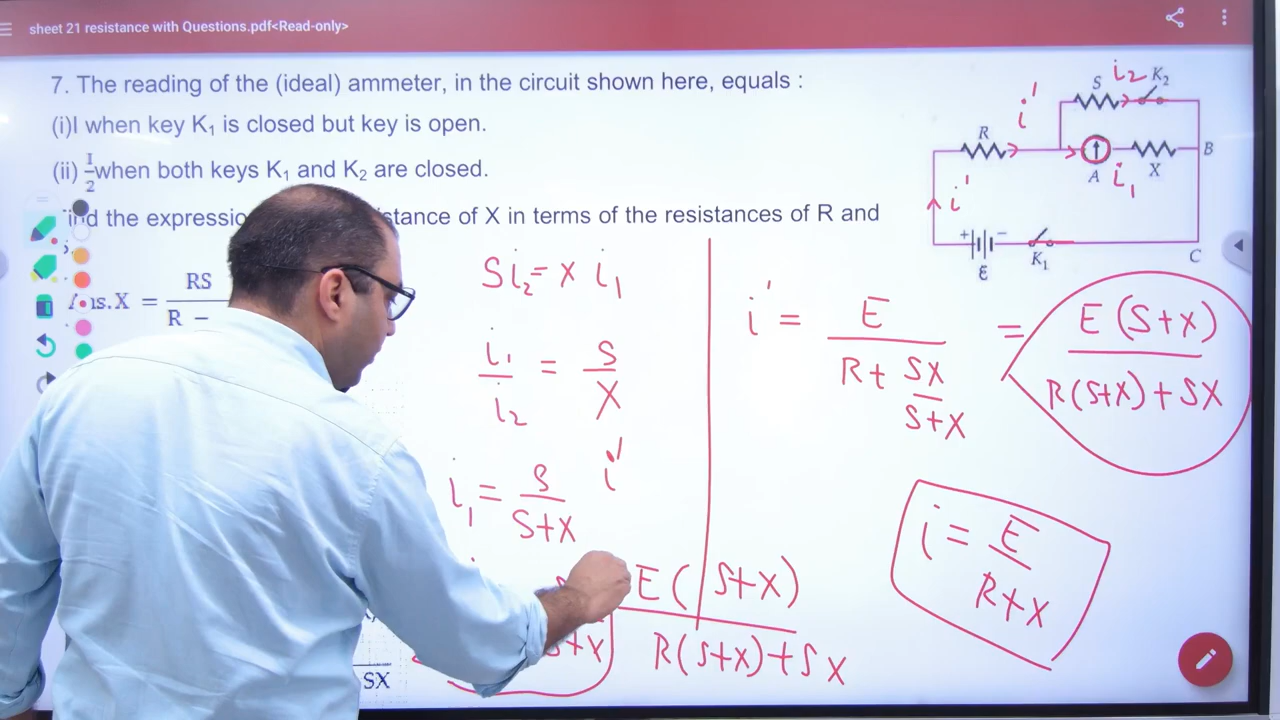 sheet 21 resistance with Questions.pdf<Read-only>
7. The reading of the (ideal) ammeter, in the circuit shown here, equals :
(i)I when key K₁ is closed but key is open.
(ii) I/2 when both keys K₁ and K₂ are closed.
ind the expressio stance of X in terms of the resistances of R and
ns.X = RS
R −
SX
S i₂ K₂
i'
R
A i₁ X B
i'
+ − ε K₁ C
Si₂ = X i₁
i₁/i₂ = S/X
i₁ = S/(S+X) i'
S+X
E (S+X)
R(S+X)+SX
i' = E/(R + SX/(S+X)) = E (S+X)/(R(S+X)+SX)
i = E/(R+X)